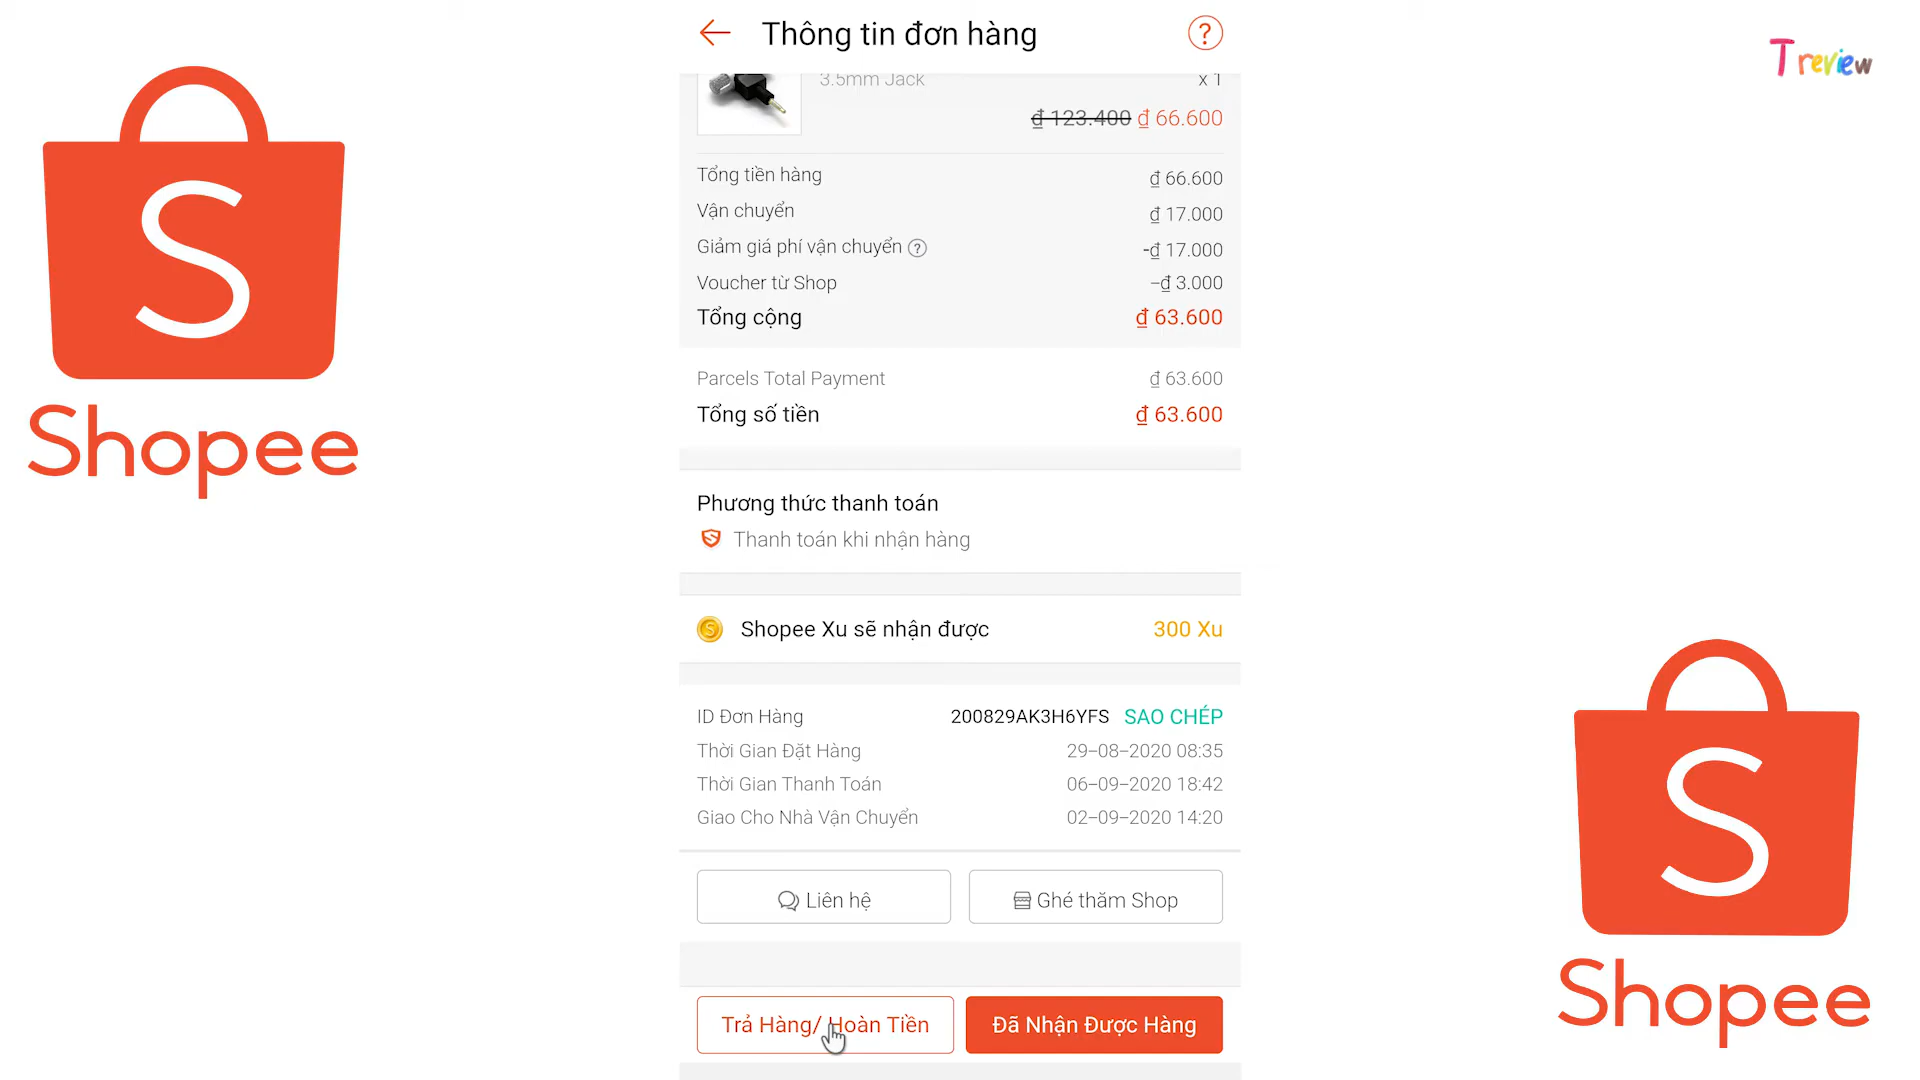 Thông tin đơn hàng
?
T review
3.5mm Jack
x 1
₫ 123.400 ₫ 66.600
Tổng tiền hàng
₫ 66.600
Vận chuyển
₫ 17.000
Giảm giá phí vận chuyển ?
-₫ 17.000
Voucher từ Shop
-₫ 3.000
Tổng cộng
₫ 63.600
Parcels Total Payment
₫ 63.600
Tổng số tiền
₫ 63.600
S
Shopee
Phương thức thanh toán
Thanh toán khi nhận hàng
S
Shopee Xu sẽ nhận được
300 Xu
ID Đơn Hàng
200829AK3H6YFS SAO CHÉP
Thời Gian Đặt Hàng
29-08-2020 08:35
Thời Gian Thanh Toán
06-09-2020 18:42
Giao Cho Nhà Vận Chuyển
02-09-2020 14:20
Liên hệ
Ghé thăm Shop
Trả Hàng/ Hoàn Tiền
Đã Nhận Được Hàng
S
Shopee